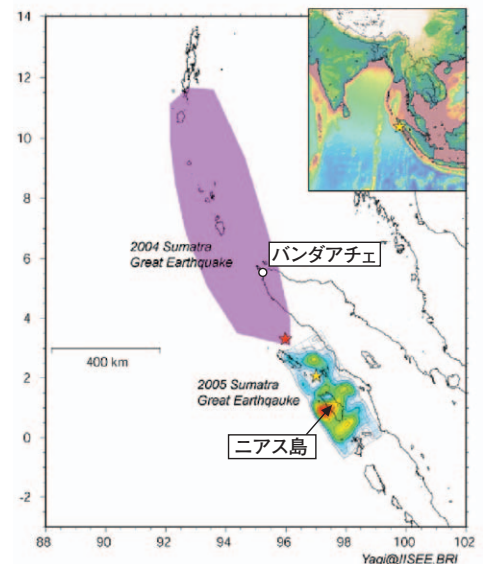 14
12
10
8
6
4
2
0
-2
88 90 92 94 96 98 100 102
2004 Sumatra
Great Earthquake
バンダアチェ
400 km
2005 Sumatra
Great Earthqauke
ニアス島
Yagi@IISEE.BRI